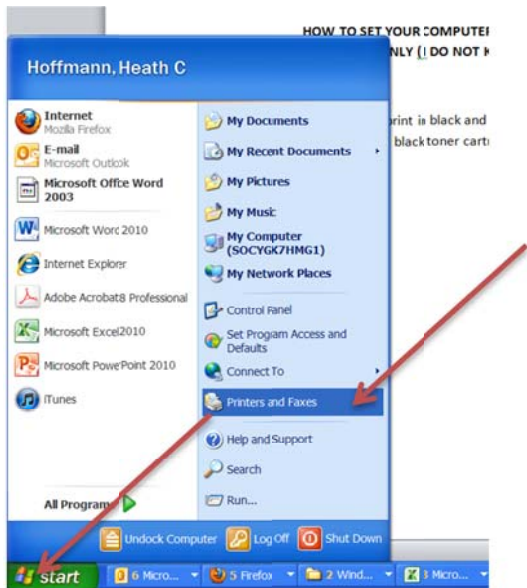 HOW TO SET YOUR COMPUTER
NLY (I DO NOT K
rint in black and
black toner cart
Hoffmann, Heath C
Internet
Mozilla Firefox
E-mail
Microsoft Outlook
Microsoft Office Word
2003
Microsoft Word 2010
Internet Explorer
Adobe Acrobat 8 Professional
Microsoft Excel 2010
Microsoft PowerPoint 2010
iTunes
All Programs
My Documents
My Recent Documents
My Pictures
My Music
My Computer
(SOCYGK7HMG1)
My Network Places
Control Panel
Set Program Access and
Defaults
Connect To
Printers and Faxes
Help and Support
Search
Run...
Undock Computer
Log Off
Shut Down
start
6 Micro...
5 Firefox
2 Wind...
3 Micro...